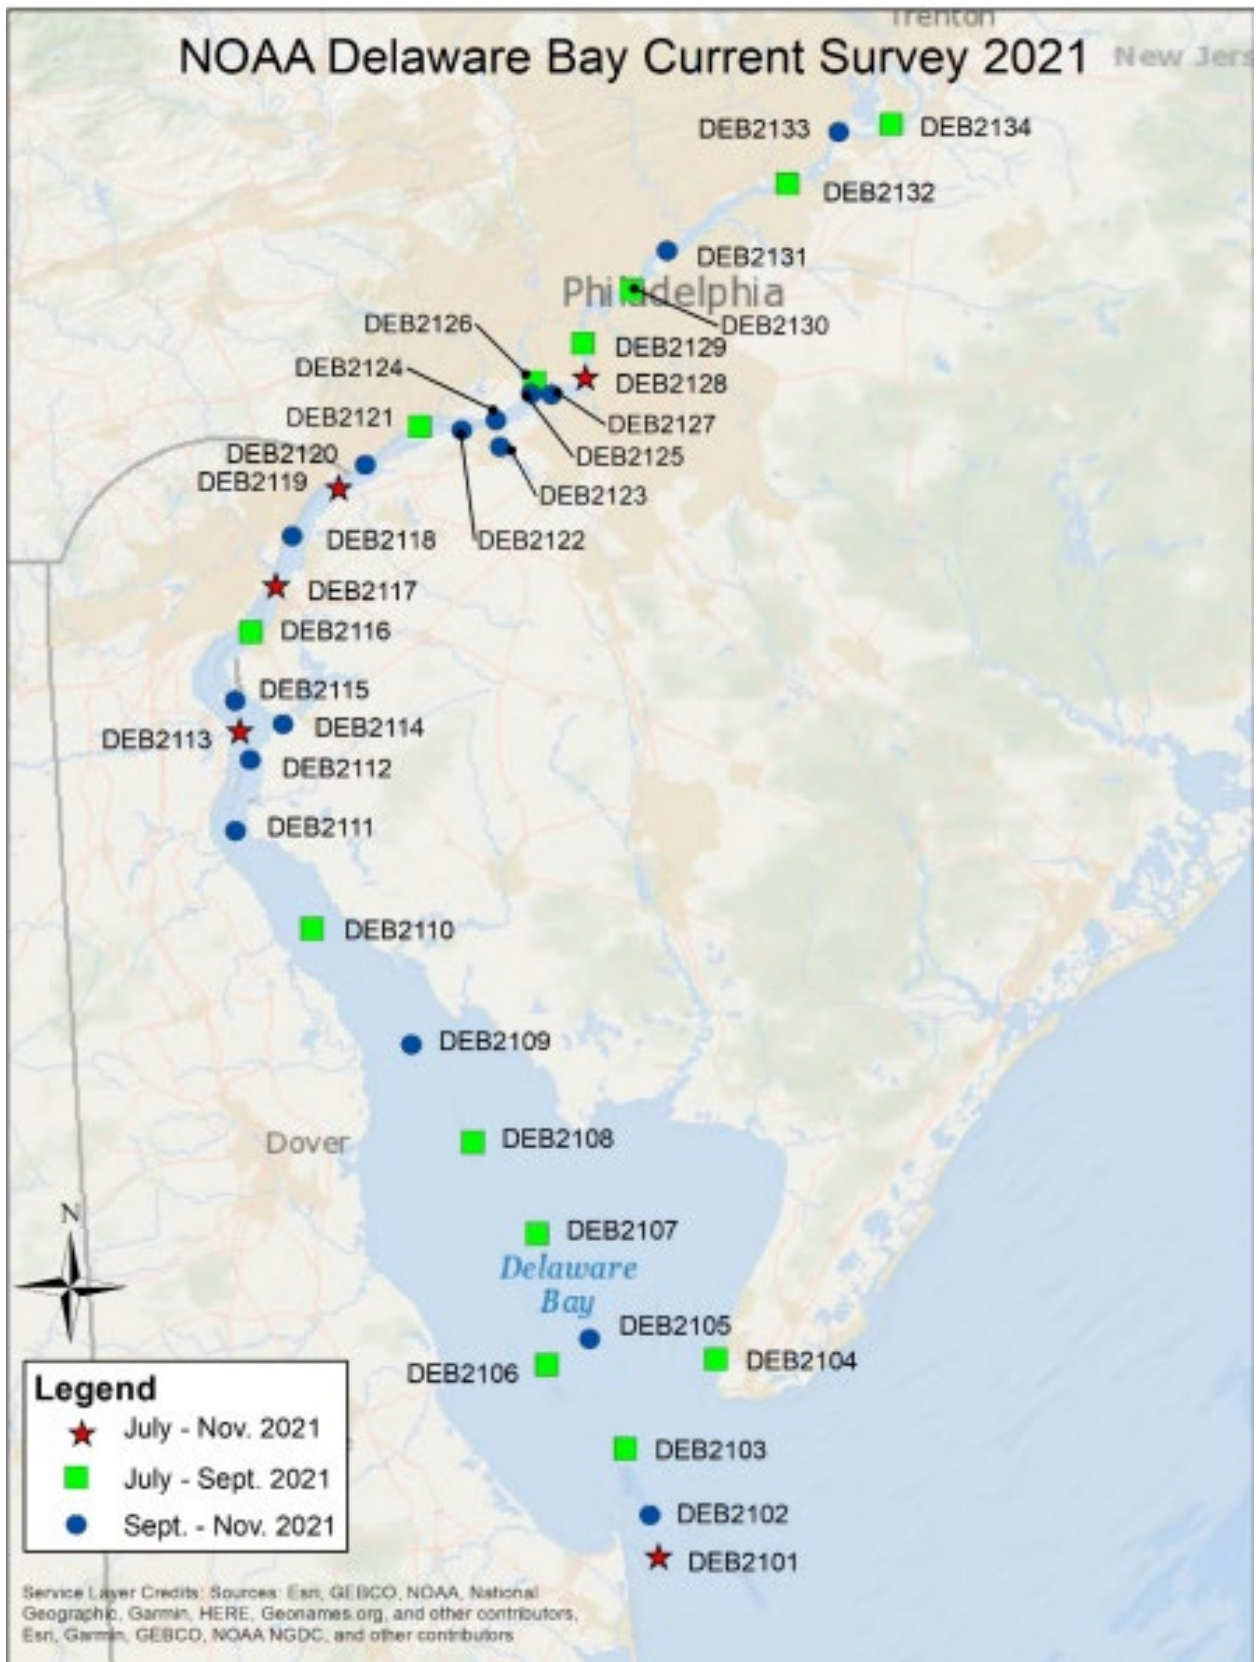 Trenton
NOAA Delaware Bay Current Survey 2021
New Jers
DEB2133
DEB2134
DEB2132
DEB2131
Philadelphia
DEB2130
DEB2126
DEB2129
DEB2124
DEB2128
DEB2121
DEB2127
DEB2120
DEB2125
DEB2119
DEB2123
DEB2118
DEB2122
DEB2117
DEB2116
DEB2115
DEB2114
DEB2113
DEB2112
DEB2111
DEB2110
DEB2109
Dover
DEB2108
N
DEB2107
Delaware
Bay
DEB2105
DEB2104
DEB2106
Legend
July - Nov. 2021
July - Sept. 2021
Sept. - Nov. 2021
DEB2103
DEB2102
DEB2101
Service Layer Credits: Sources: Esri, GEBCO, NOAA, National
Geographic, Garmin, HERE, Geonames.org, and other contributors,
Esri, Garmin, GEBCO, NOAA NGDC, and other contributors